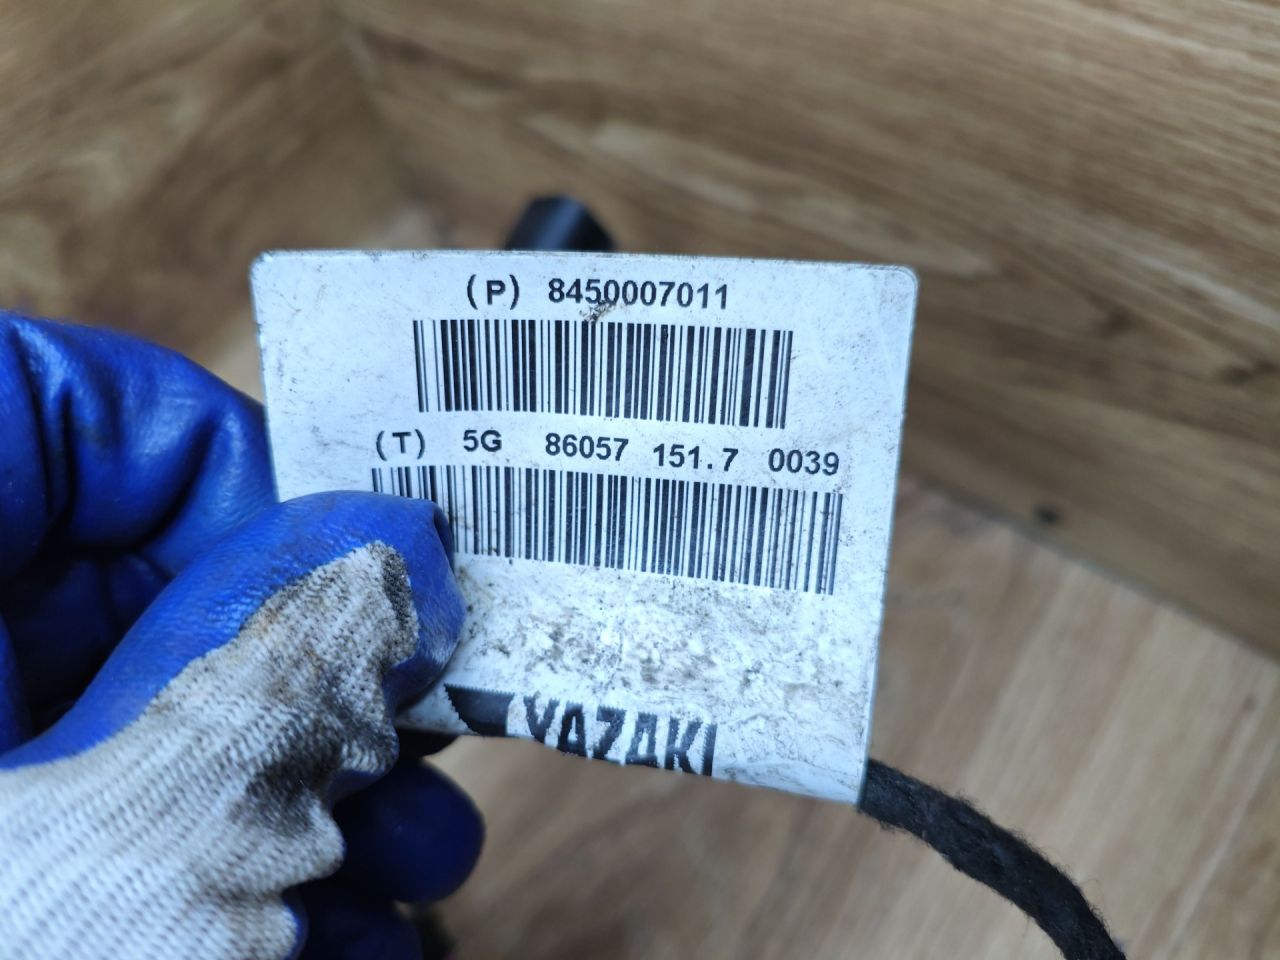 (P) 8450007011
(T) 5G 86057 151.7 0039
YAZAKI